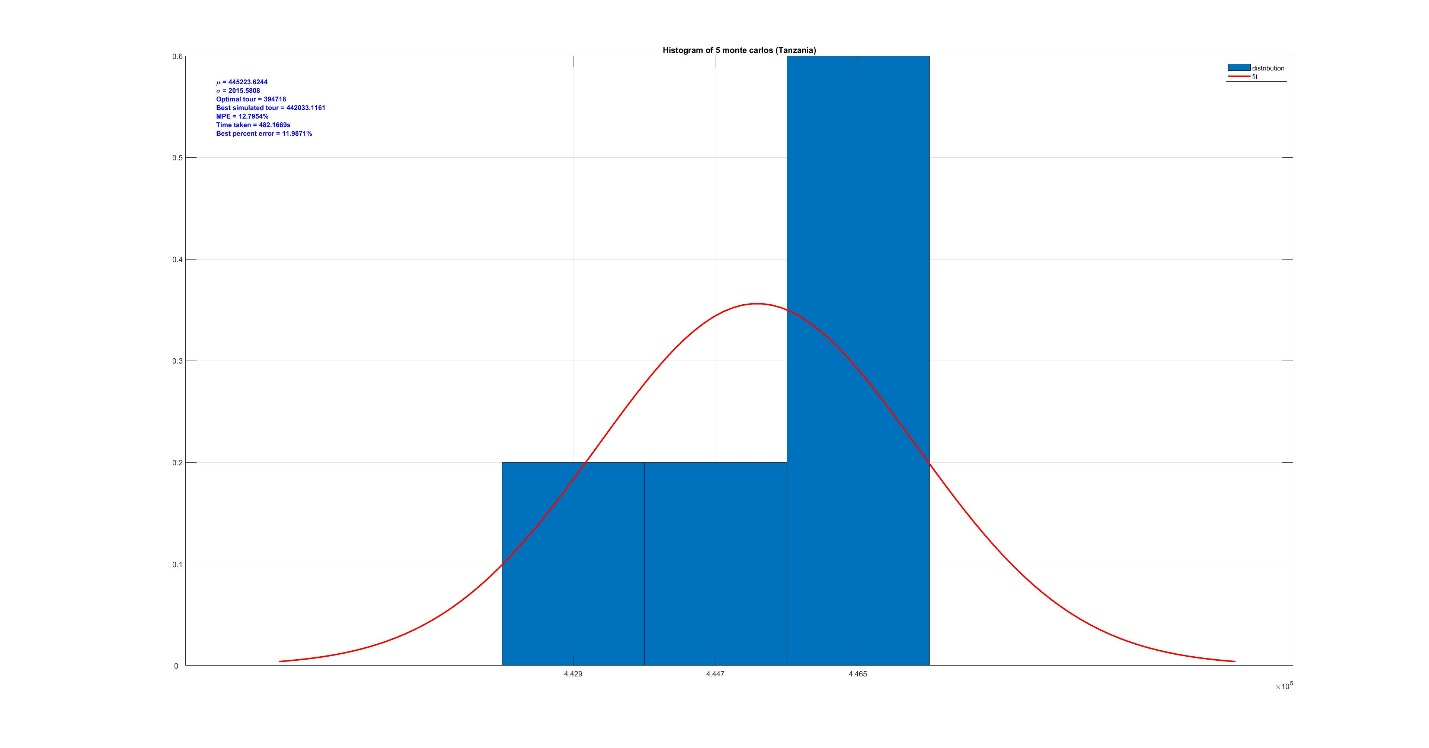 Histogram of 5 monte carlos (Tanzania)
μ = 445223.6244
σ = 2015.5808
Optimal tour = 394718
Best simulated tour = 442033.1161
MPE = 12.7954%
Time taken = 482.1669s
Best percent error = 11.9871%
distribution
fit
0.6
0.5
0.4
0.3
0.2
0.1
0
4.429
4.447
4.465
×10^5